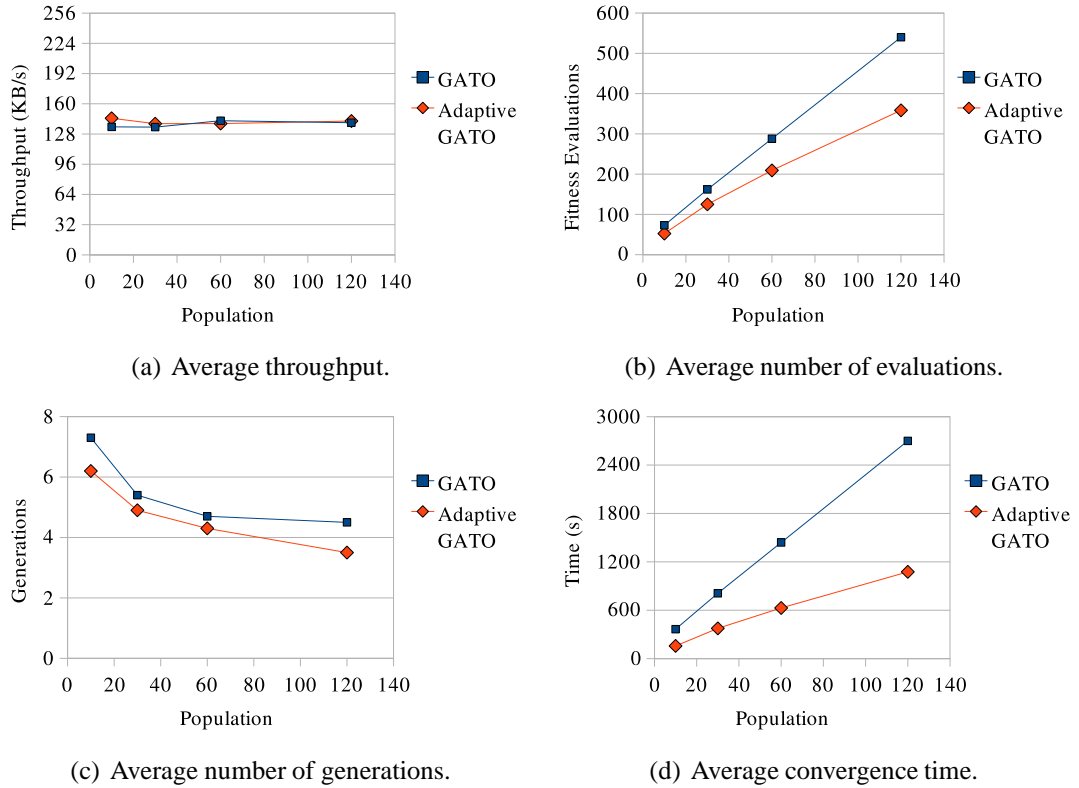 256
224
192
160
128
96
64
32
0
Throughput (KB/s)
0 20 40 60 80 100 120 140
Population
GATO
Adaptive
GATO
(a) Average throughput.
600
500
400
300
200
100
0
Fitness Evaluations
0 20 40 60 80 100 120 140
Population
GATO
Adaptive
GATO
(b) Average number of evaluations.
8
6
4
2
0
Generations
0 20 40 60 80 100 120 140
Population
GATO
Adaptive
GATO
(c) Average number of generations.
3000
2400
1800
1200
600
0
Time (s)
0 20 40 60 80 100 120 140
Population
GATO
Adaptive
GATO
(d) Average convergence time.